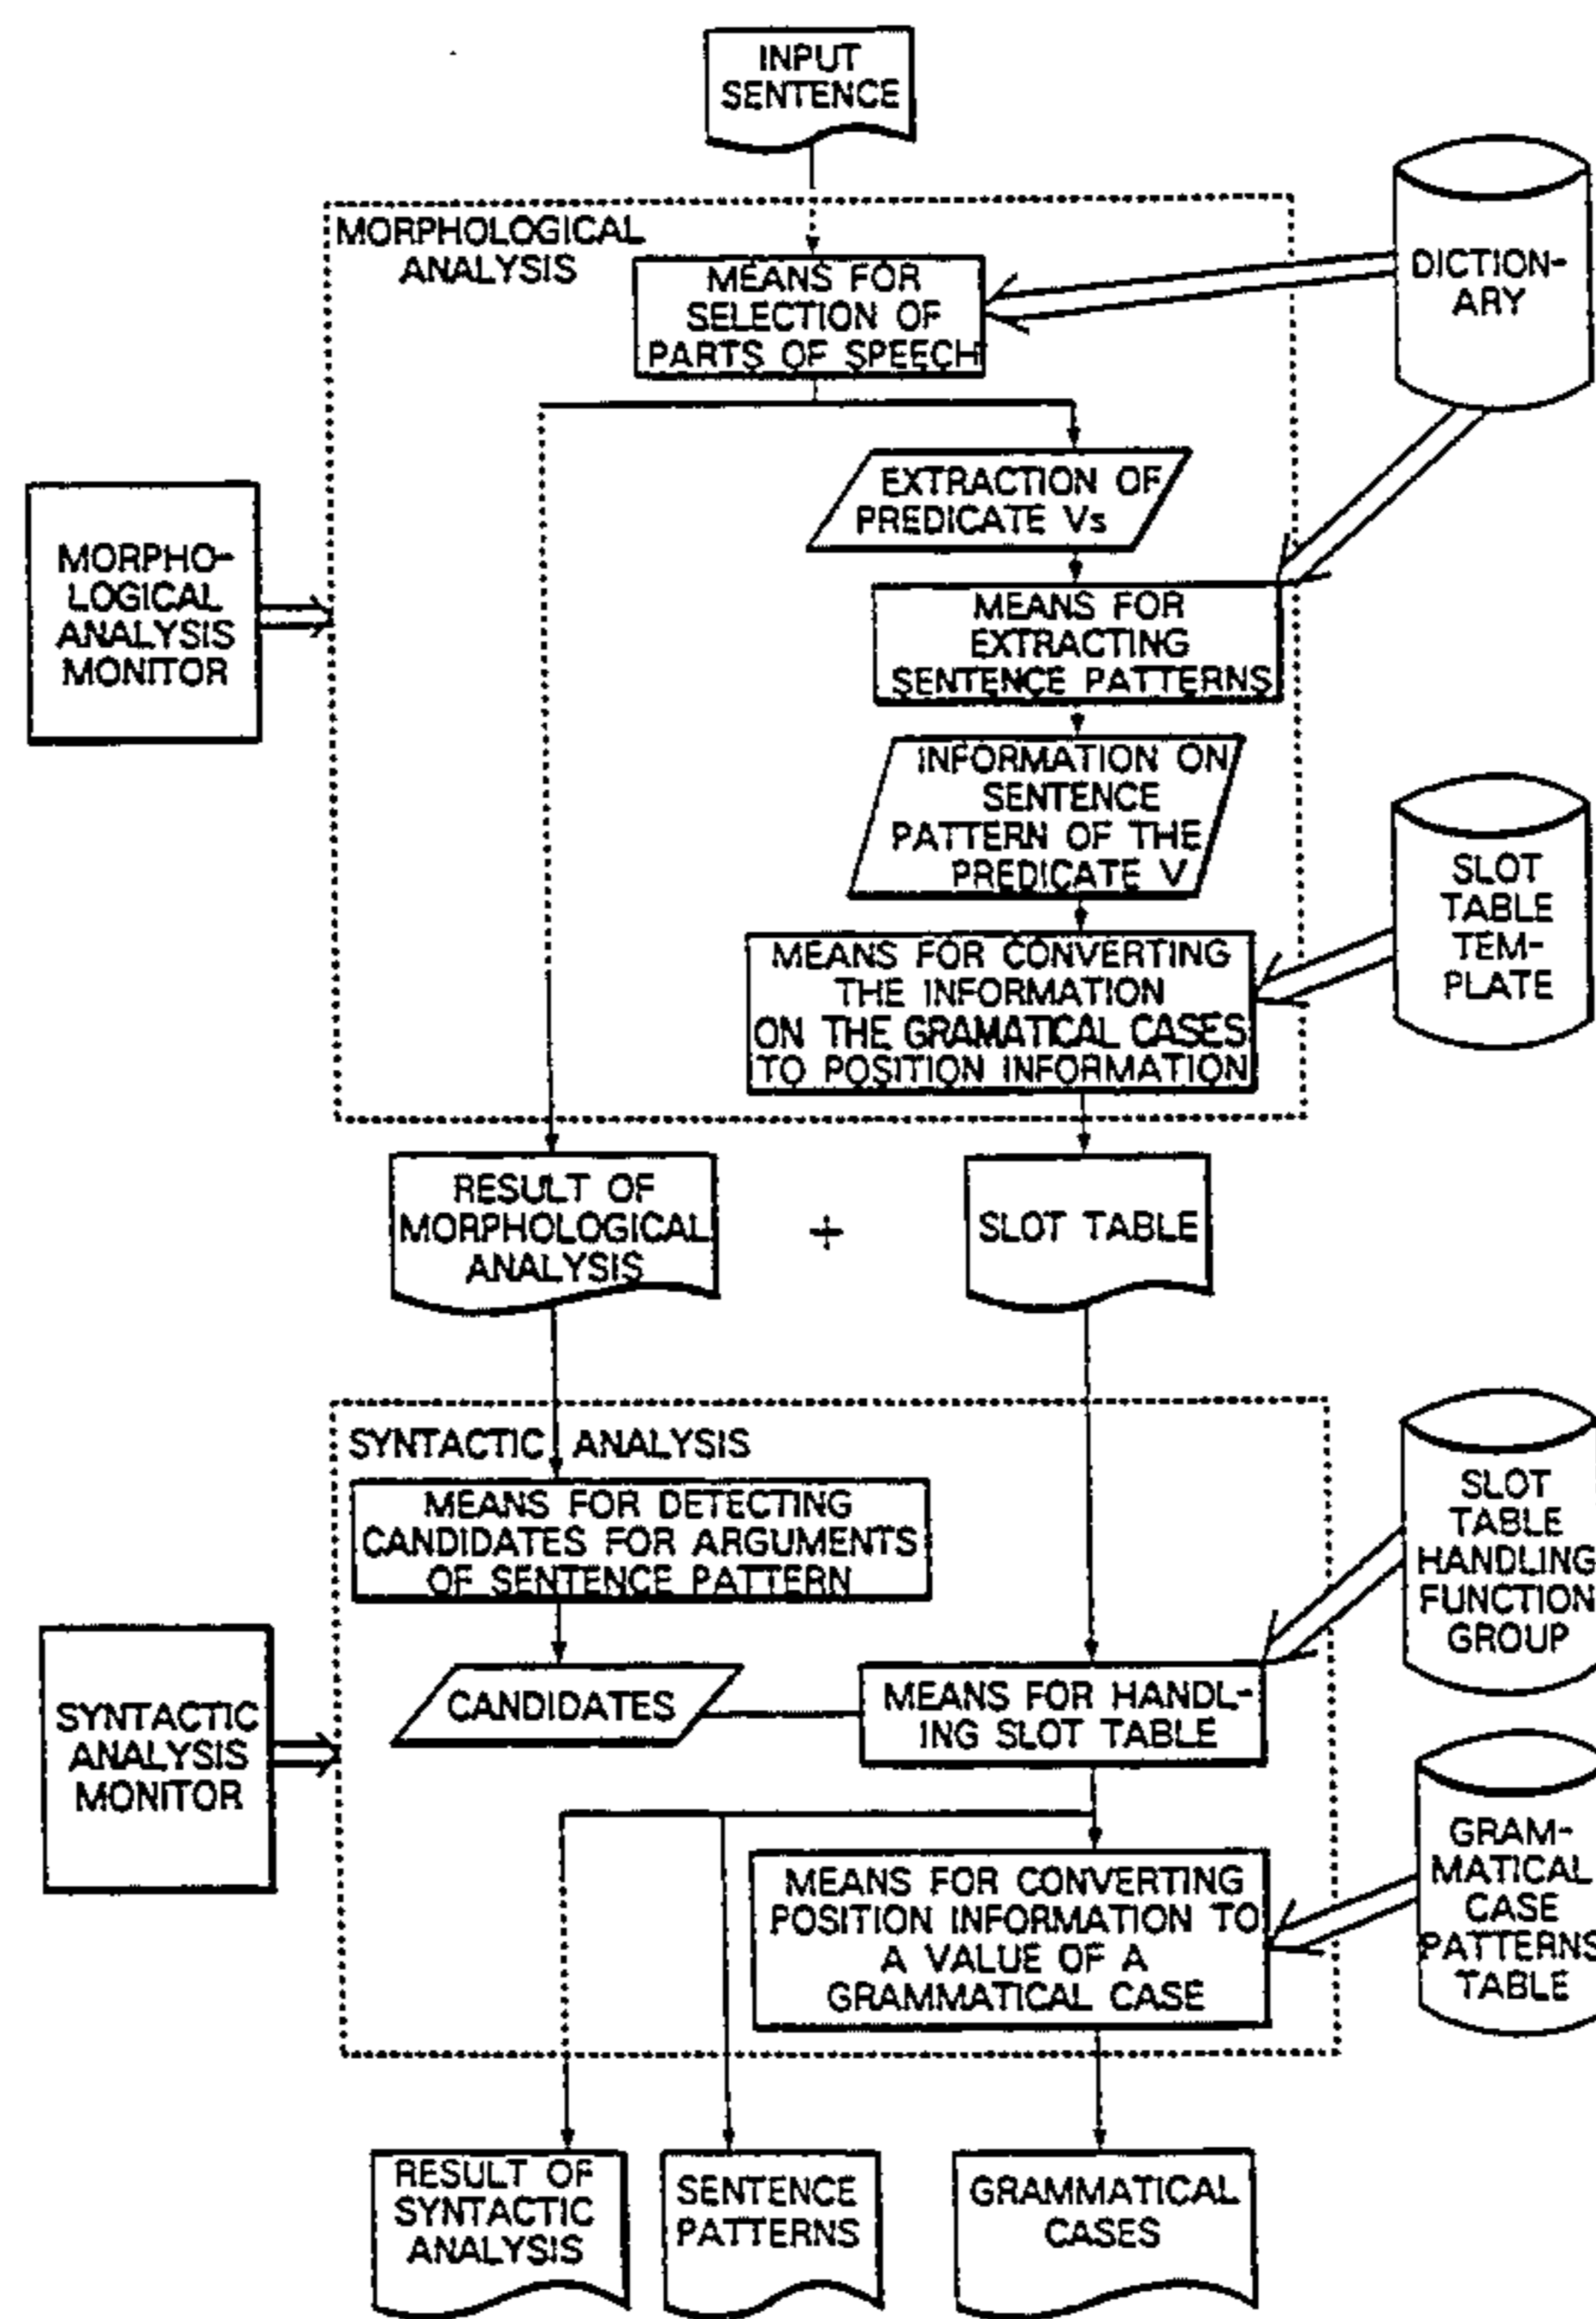 INPUT
SENTENCE
MORPHOLOGICAL
ANALYSIS
MEANS FOR
SELECTION OF
PARTS OF SPEECH
DICTION-
ARY
EXTRACTION OF
PREDICATE Vs
MORPHO-
LOGICAL
ANALYSIS
MONITOR
MEANS FOR
EXTRACTING
SENTENCE PATTERNS
INFORMATION ON
SENTENCE
PATTERN OF THE
PREDICATE V
SLOT
TABLE
TEM-
PLATE
MEANS FOR CONVERTING
THE INFORMATION
ON THE GRAMATICAL CASES
TO POSITION INFORMATION
RESULT OF
MORPHOLOGICAL
ANALYSIS
+
SLOT TABLE
SYNTACTIC ANALYSIS
MEANS FOR DETECTING
CANDIDATES FOR ARGUMENTS
OF SENTENCE PATTERN
SLOT
TABLE
HANDLING
FUNCTION
GROUP
SYNTACTIC
ANALYSIS
MONITOR
CANDIDATES
MEANS FOR HANDL-
ING SLOT TABLE
MEANS FOR CONVERTING
POSITION INFORMATION TO
A VALUE OF A
GRAMMATICAL CASE
GRAM-
MATICAL
CASE
PATTERNS
TABLE
RESULT OF
SYNTACTIC
ANALYSIS
SENTENCE
PATTERNS
GRAMMATICAL
CASES